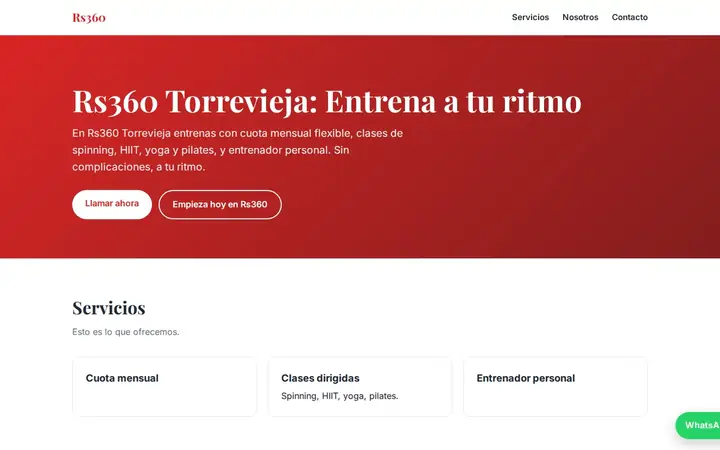 Rs360
Servicios Nosotros Contacto
Rs360 Torrevieja: Entrena a tu ritmo
En Rs360 Torrevieja entrenas con cuota mensual flexible, clases de
spinning, HIIT, yoga y pilates, y entrenador personal. Sin
complicaciones, a tu ritmo.
Llamar ahora
Empieza hoy en Rs360
Servicios
Esto es lo que ofrecemos.
Cuota mensual
Clases dirigidas
Spinning, HIIT, yoga, pilates.
Entrenador personal
WhatsA